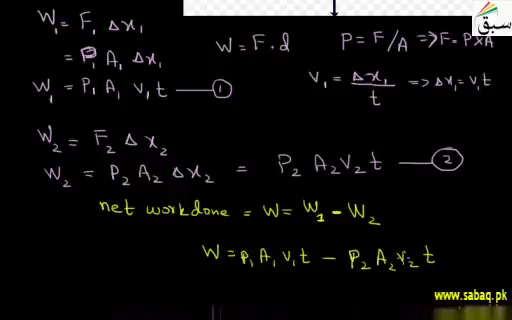 W₁ = F₁ Δx₁
= P₁ A₁ Δx₁
W = F · d
P = F/A ⇒ F = P×A
سبق
W₁ = P₁ A₁ V₁ t — ①
V₁ = Δx₁/t ⇒ Δx₁ = V₁t
W₂ = F₂ Δx₂
W₂ = P₂ A₂ Δx₂ = P₂ A₂ V₂ t — ②
net workdone = W = W₁ - W₂
W = P₁ A₁ V₁ t - P₂ A₂ V₂ t
www.sabaq.pk